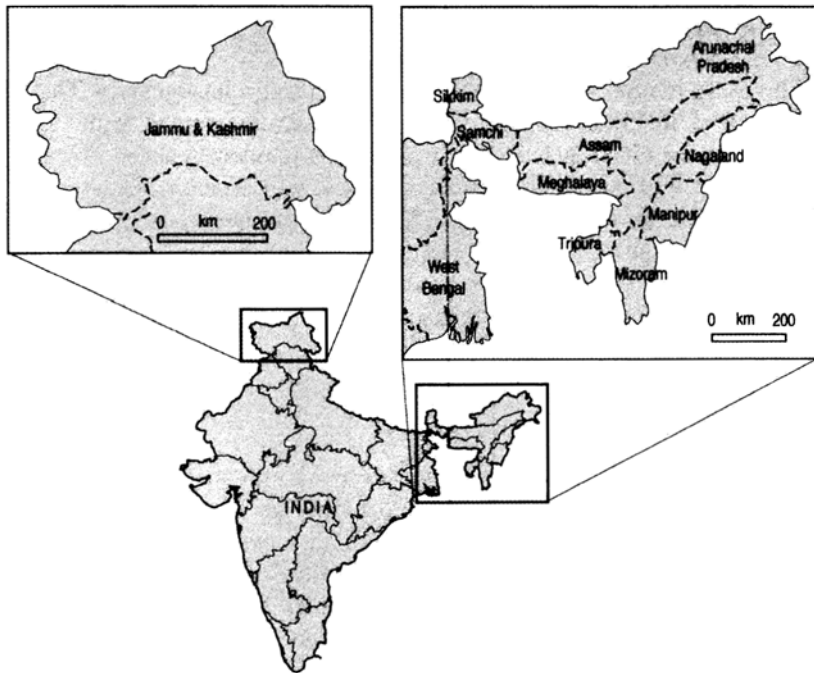 Jammu & Kashmir
0 km 200
Arunachal
Pradesh
Sikkim
Samchi
Assam
Nagaland
Meghalaya
Manipur
Tripura
West
Bengal
Mizoram
0 km 200
INDIA